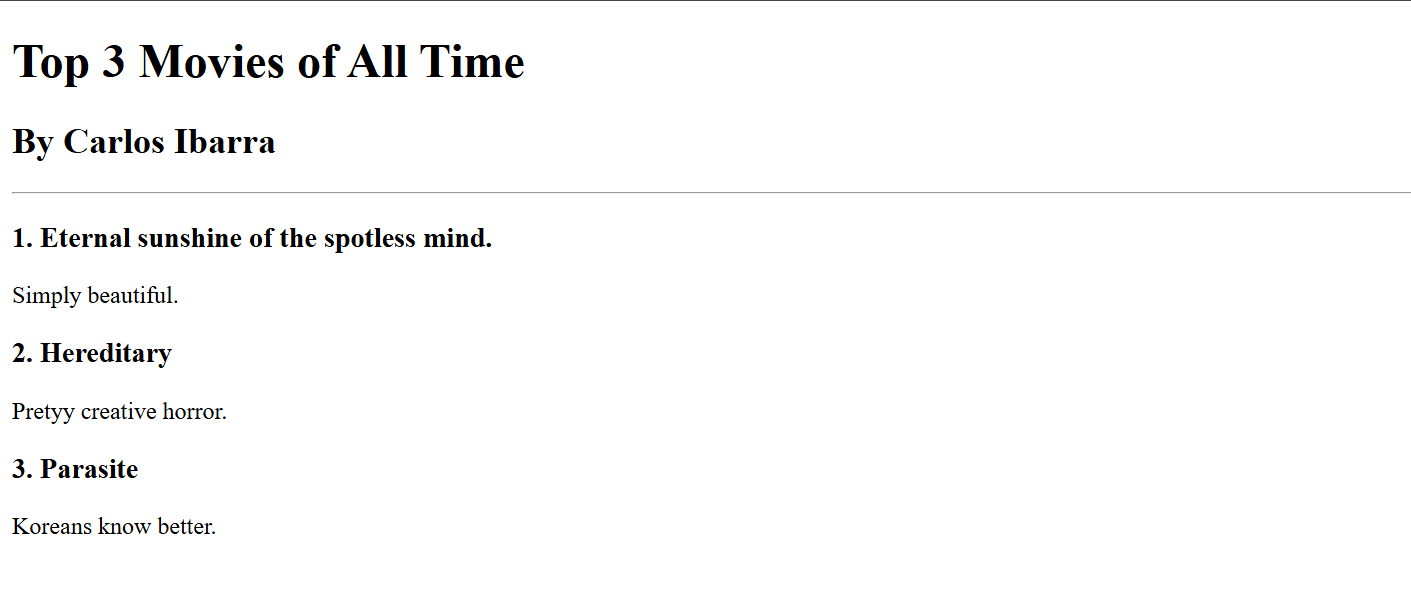 Top 3 Movies of All Time
By Carlos Ibarra
1. Eternal sunshine of the spotless mind.
Simply beautiful.
2. Hereditary
Pretyy creative horror.
3. Parasite
Koreans know better.